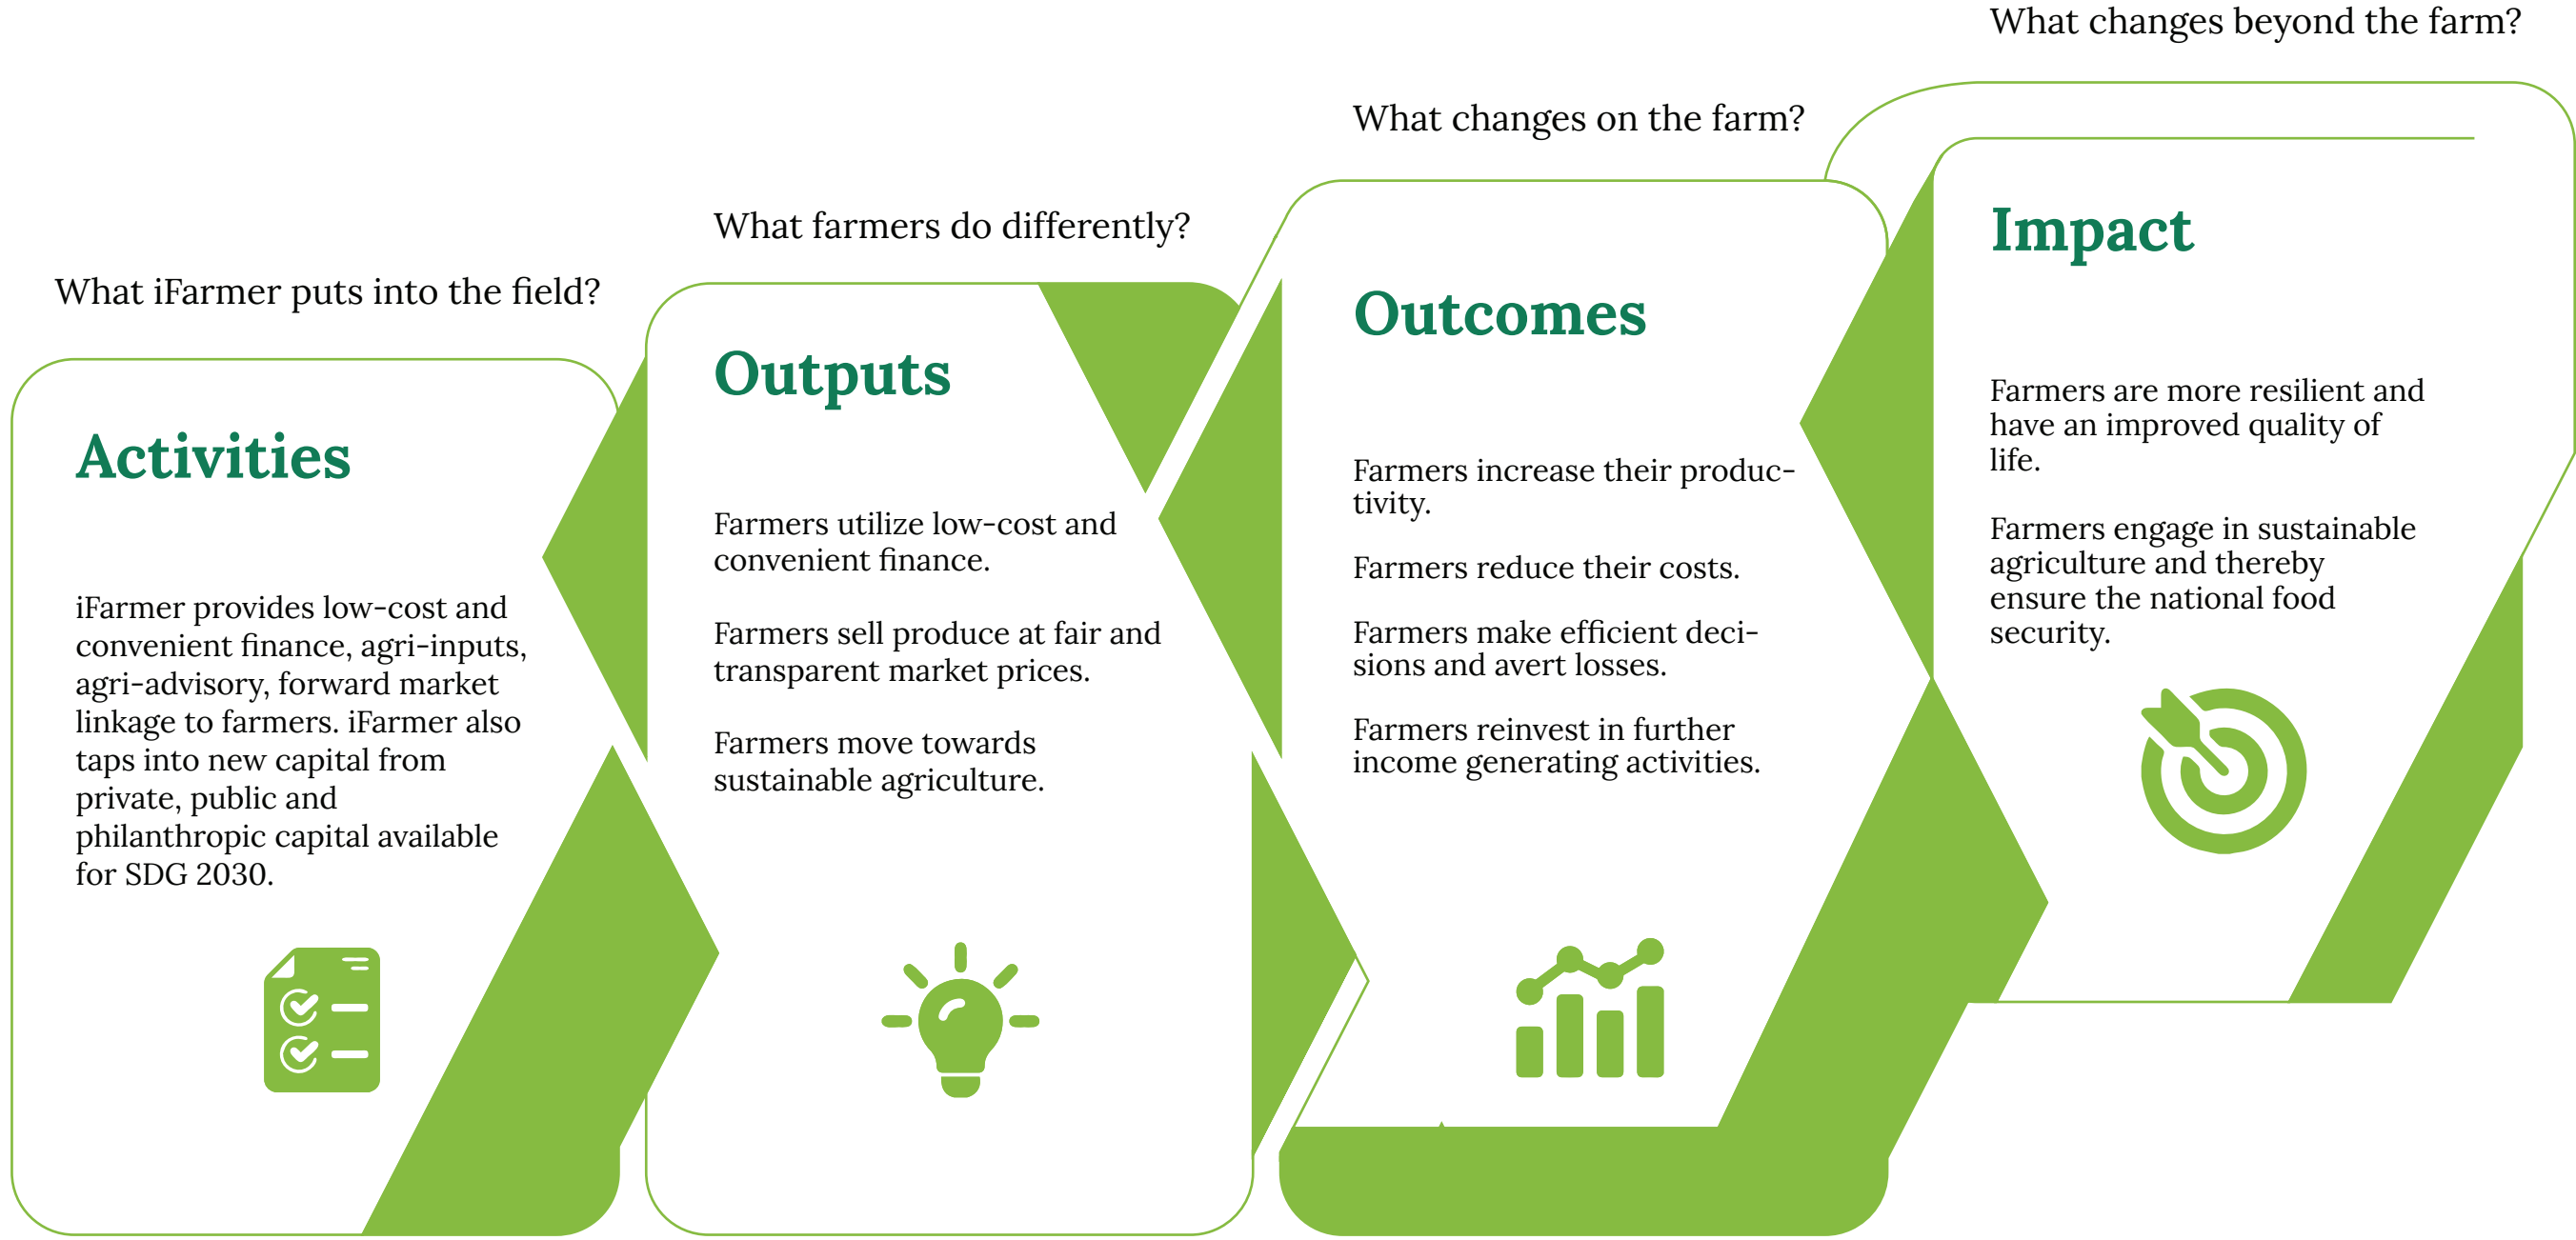 What iFarmer puts into the field?
Activities
iFarmer provides low-cost and
convenient finance, agri-inputs,
agri-advisory, forward market
linkage to farmers. iFarmer also
taps into new capital from
private, public and
philanthropic capital available
for SDG 2030.
What farmers do differently?
Outputs
Farmers utilize low-cost and
convenient finance.
Farmers sell produce at fair and
transparent market prices.
Farmers move towards
sustainable agriculture.
What changes on the farm?
Outcomes
Farmers increase their produc-
tivity.
Farmers reduce their costs.
Farmers make efficient deci-
sions and avert losses.
Farmers reinvest in further
income generating activities.
What changes beyond the farm?
Impact
Farmers are more resilient and
have an improved quality of
life.
Farmers engage in sustainable
agriculture and thereby
ensure the national food
security.